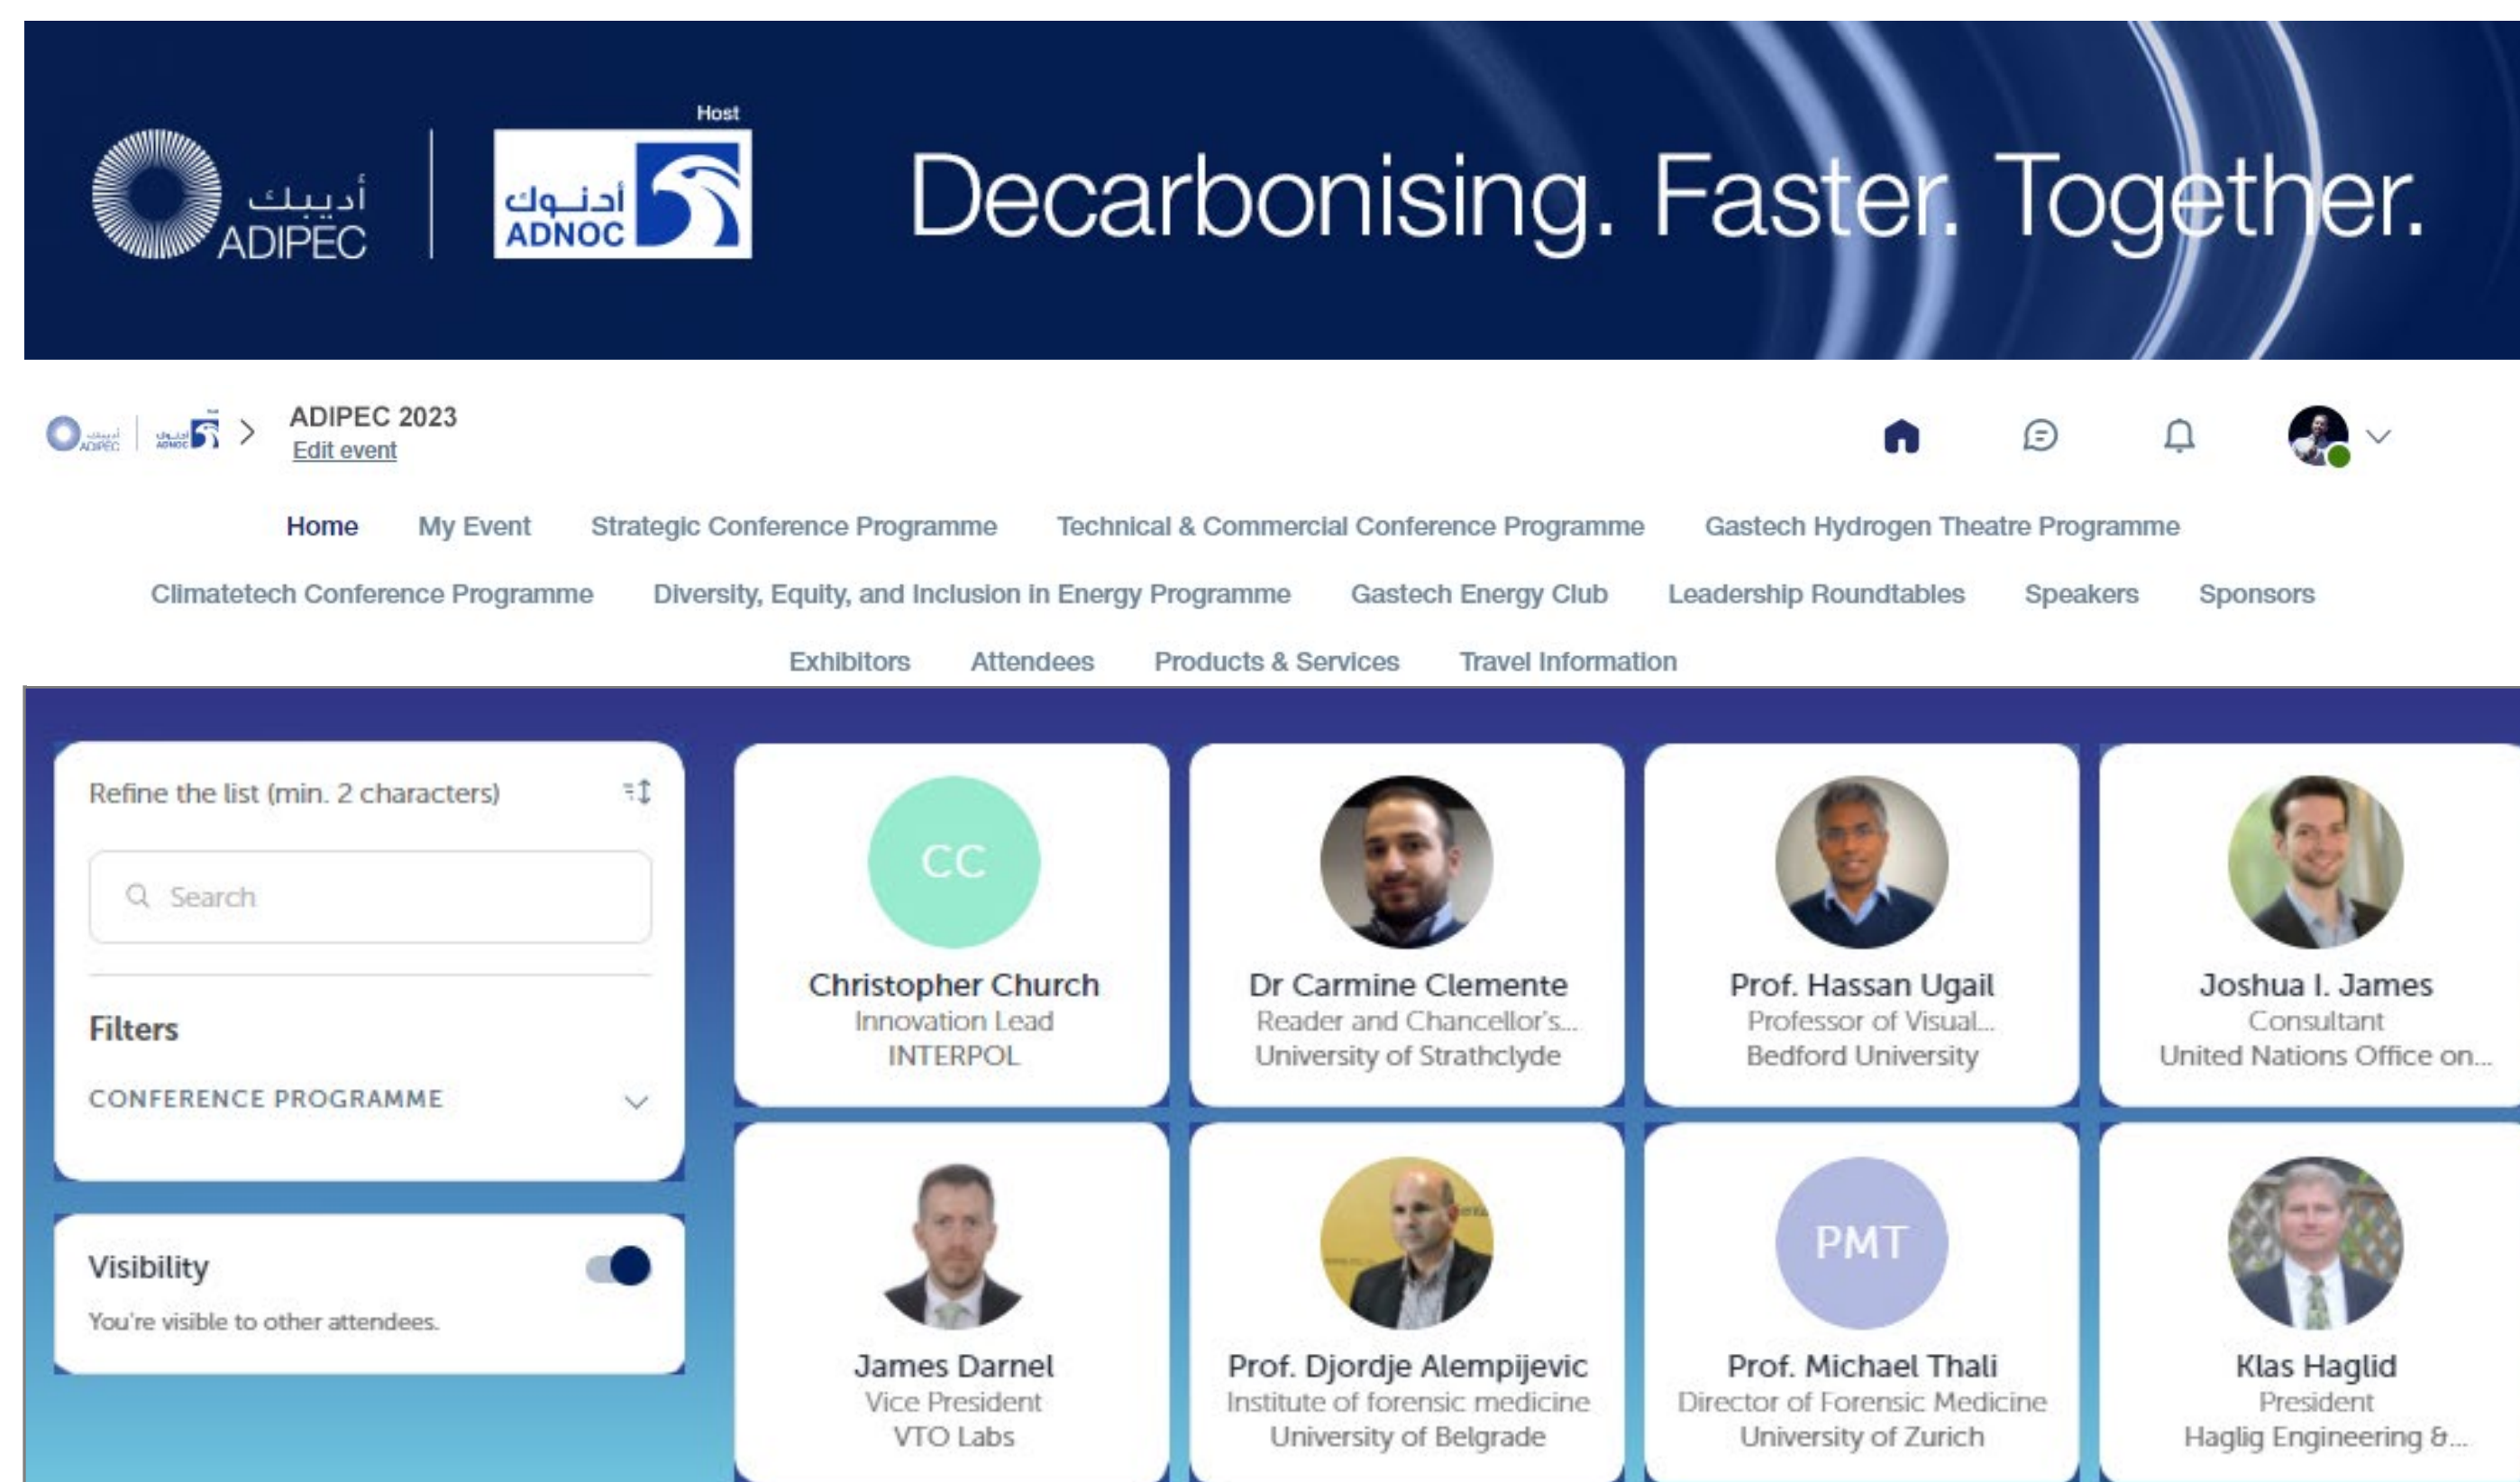 Host
أديبك
ADIPEC
أدنوك
ADNOC
Decarbonising. Faster. Together.
أديبك
ADIPEC
أدنوك
ADNOC
ADIPEC 2023
Edit event
Home My Event Strategic Conference Programme Technical & Commercial Conference Programme Gastech Hydrogen Theatre Programme
Climatetech Conference Programme Diversity, Equity, and Inclusion in Energy Programme Gastech Energy Club Leadership Roundtables Speakers Sponsors
Exhibitors Attendees Products & Services Travel Information
Refine the list (min. 2 characters)
Search
Filters
CONFERENCE PROGRAMME
Visibility
You're visible to other attendees.
CC
Christopher Church
Innovation Lead
INTERPOL
Dr Carmine Clemente
Reader and Chancellor's...
University of Strathclyde
Prof. Hassan Ugail
Professor of Visual...
Bedford University
Joshua I. James
Consultant
United Nations Office on...
James Darnel
Vice President
VTO Labs
Prof. Djordje Alempijevic
Institute of forensic medicine
University of Belgrade
PMT
Prof. Michael Thali
Director of Forensic Medicine
University of Zurich
Klas Haglid
President
Haglig Engineering &...